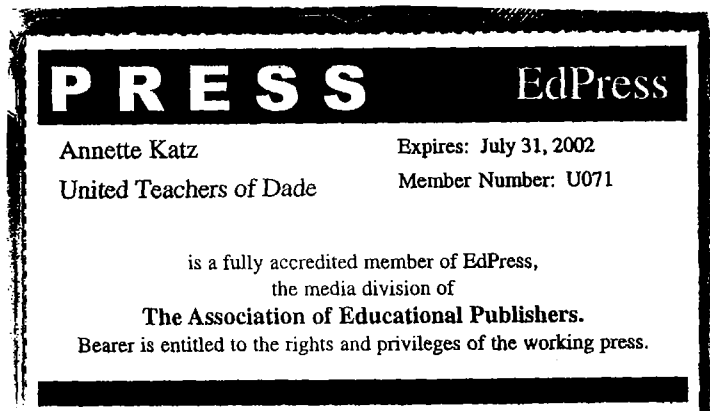 PRESS EdPress
Annette Katz Expires: July 31, 2002
United Teachers of Dade Member Number: U071
is a fully accredited member of EdPress,
the media division of
The Association of Educational Publishers.
Bearer is entitled to the rights and privileges of the working press.